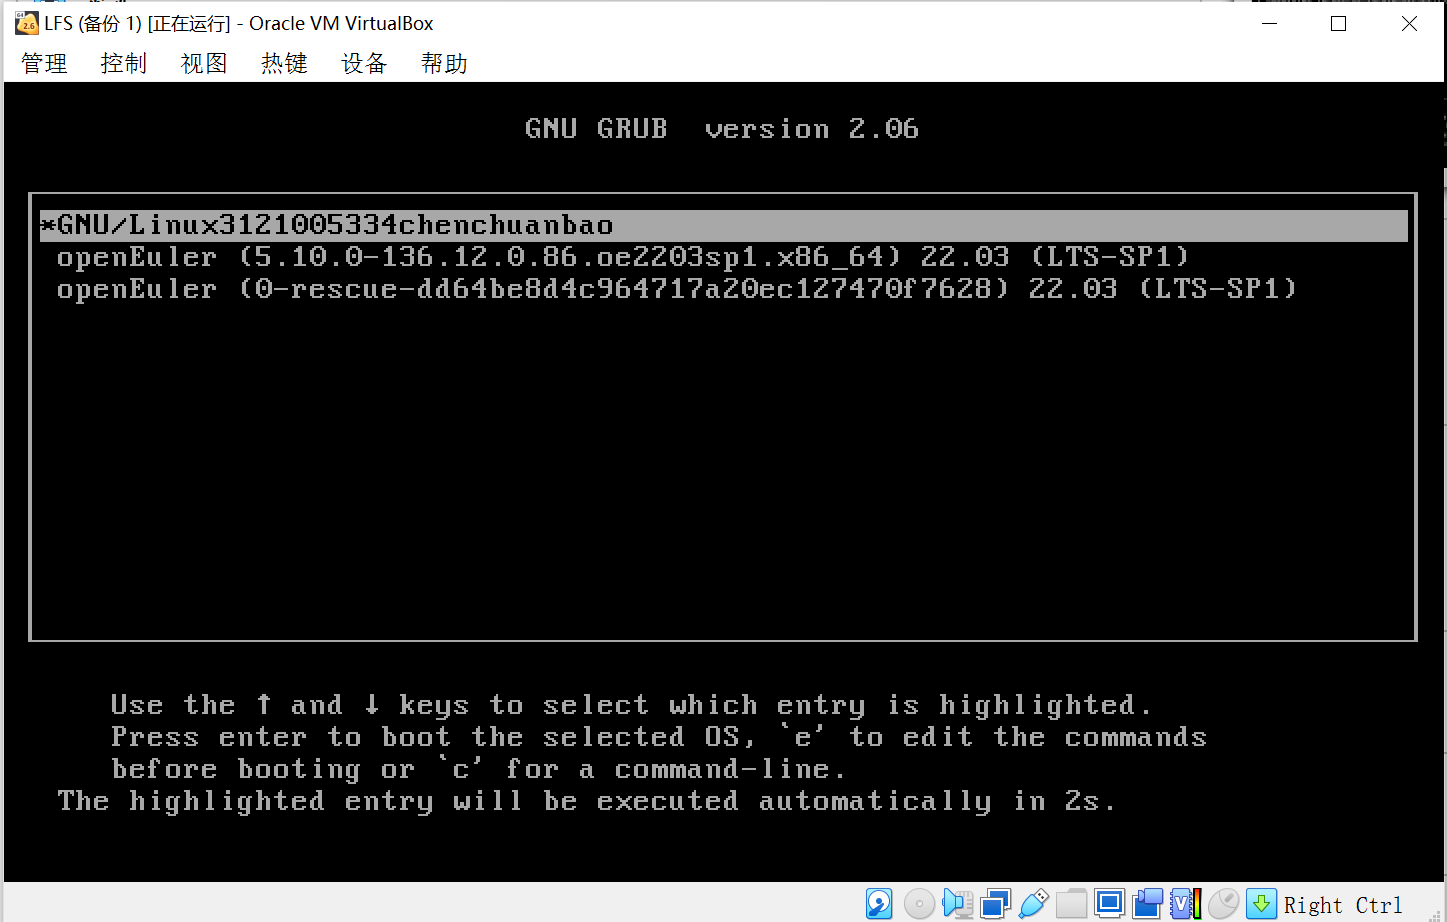 LFS (备份 1) [正在运行] - Oracle VM VirtualBox
管理 控制 视图 热键 设备 帮助
GNU GRUB version 2.06
*GNU/Linux3121005334chenchuanbao
openEuler (5.10.0-136.12.0.86.oe2203sp1.x86_64) 22.03 (LTS-SP1)
openEuler (0-rescue-dd64be8d4c964717a20ec127470f7628) 22.03 (LTS-SP1)
Use the ↑ and ↓ keys to select which entry is highlighted.
Press enter to boot the selected OS, `e' to edit the commands
before booting or `c' for a command-line.
The highlighted entry will be executed automatically in 2s.
Right Ctrl